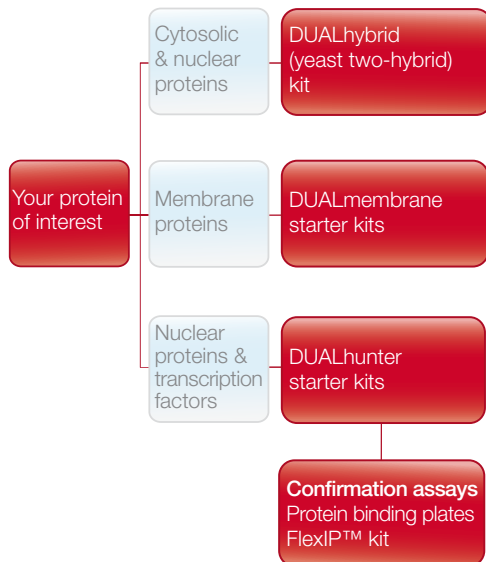 Cytosolic
& nuclear
proteins
DUALhybrid
(yeast two-hybrid)
kit
Your protein
of interest
Membrane
proteins
DUALmembrane
starter kits
Nuclear
proteins &
transcription
factors
DUALhunter
starter kits
Confirmation assays
Protein binding plates
FlexIP™ kit